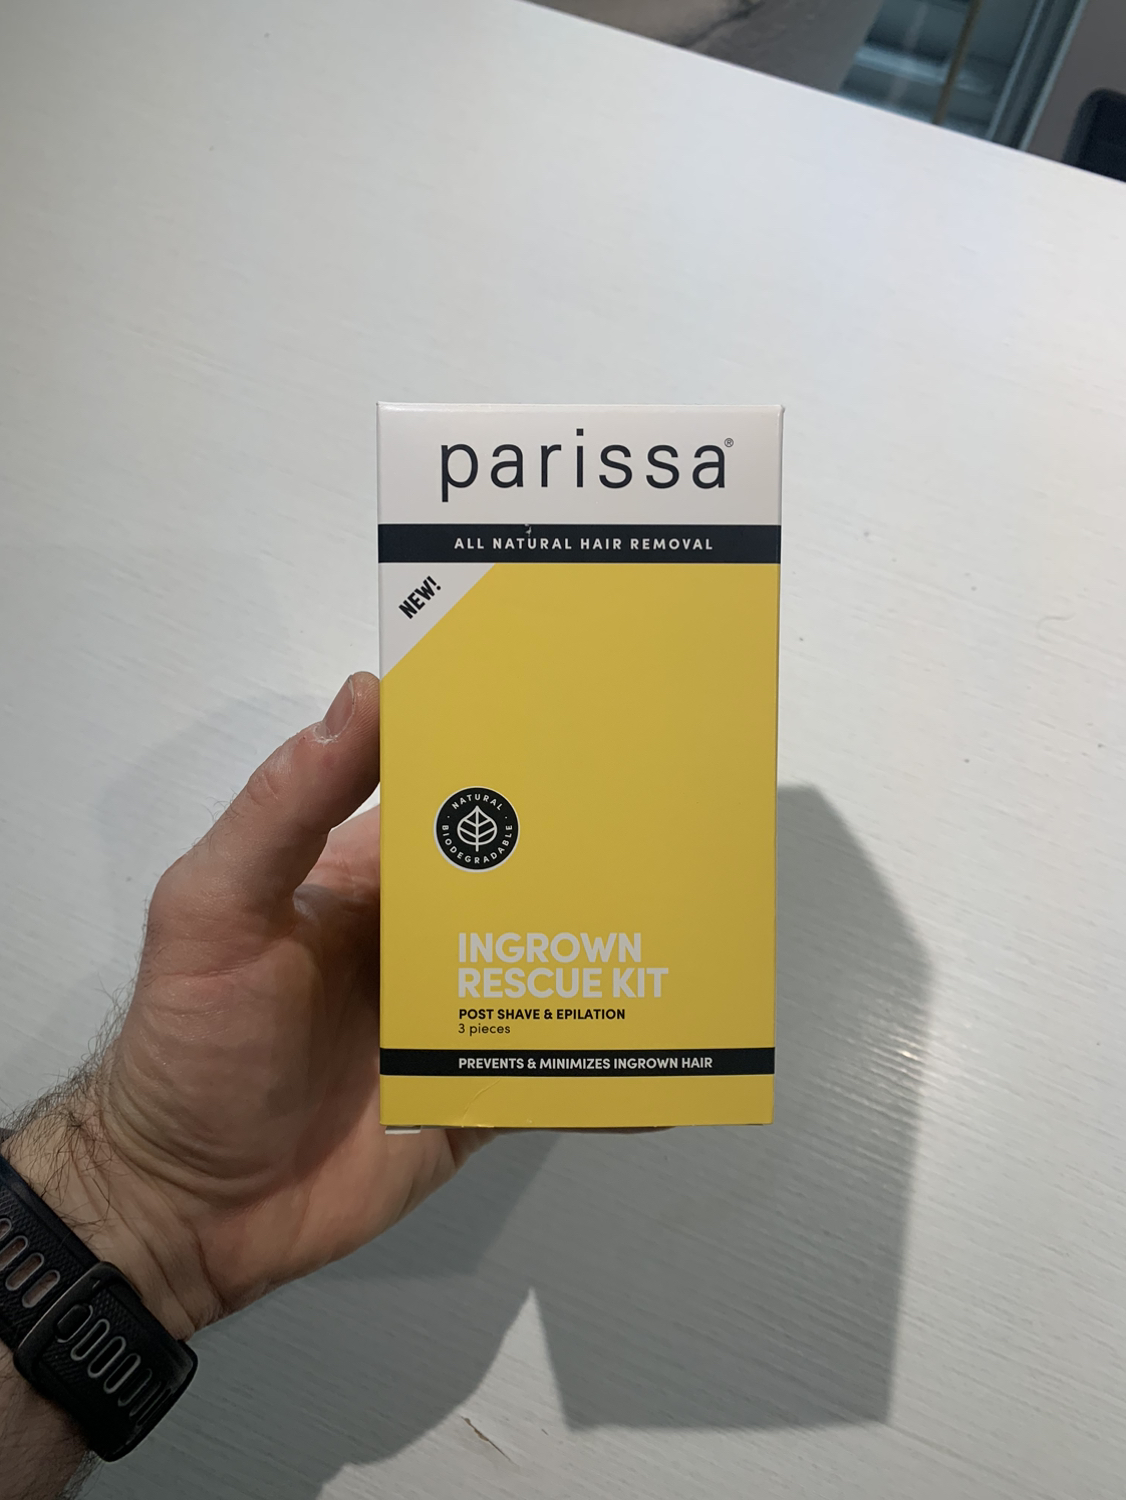 parissa®
ALL NATURAL HAIR REMOVAL
NEW!
NATURAL
BIODEGRADABLE
INGROWN
RESCUE KIT
POST SHAVE & EPILATION
3 pieces
PREVENTS & MINIMIZES INGROWN HAIR